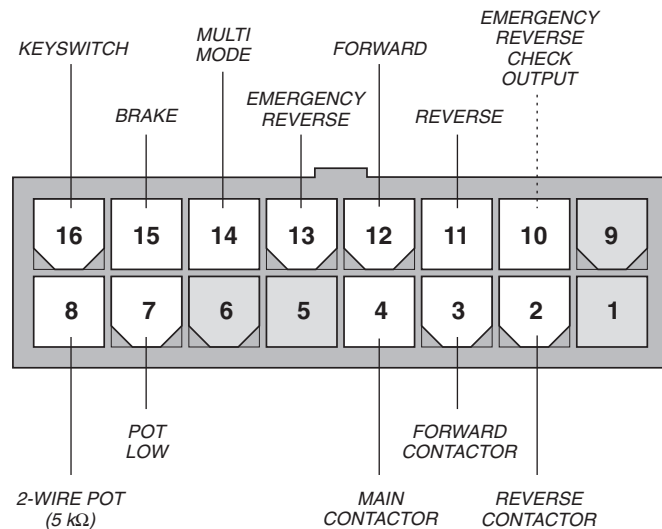 KEYSWITCH
BRAKE
MULTI
MODE
EMERGENCY
REVERSE
FORWARD
REVERSE
EMERGENCY
REVERSE
CHECK
OUTPUT
16 15 14 13 12 11 10 9
8 7 6 5 4 3 2 1
2-WIRE POT
(5 kΩ)
POT
LOW
MAIN
CONTACTOR
FORWARD
CONTACTOR
REVERSE
CONTACTOR